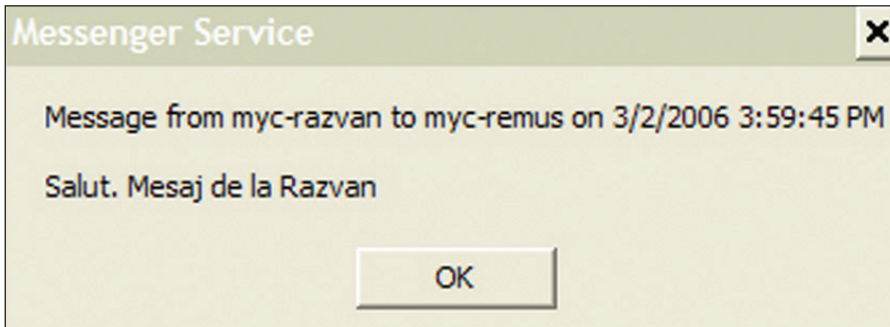 Messenger Service
Message from myc-razvan to myc-remus on 3/2/2006 3:59:45 PM
Salut. Mesaj de la Razvan
OK